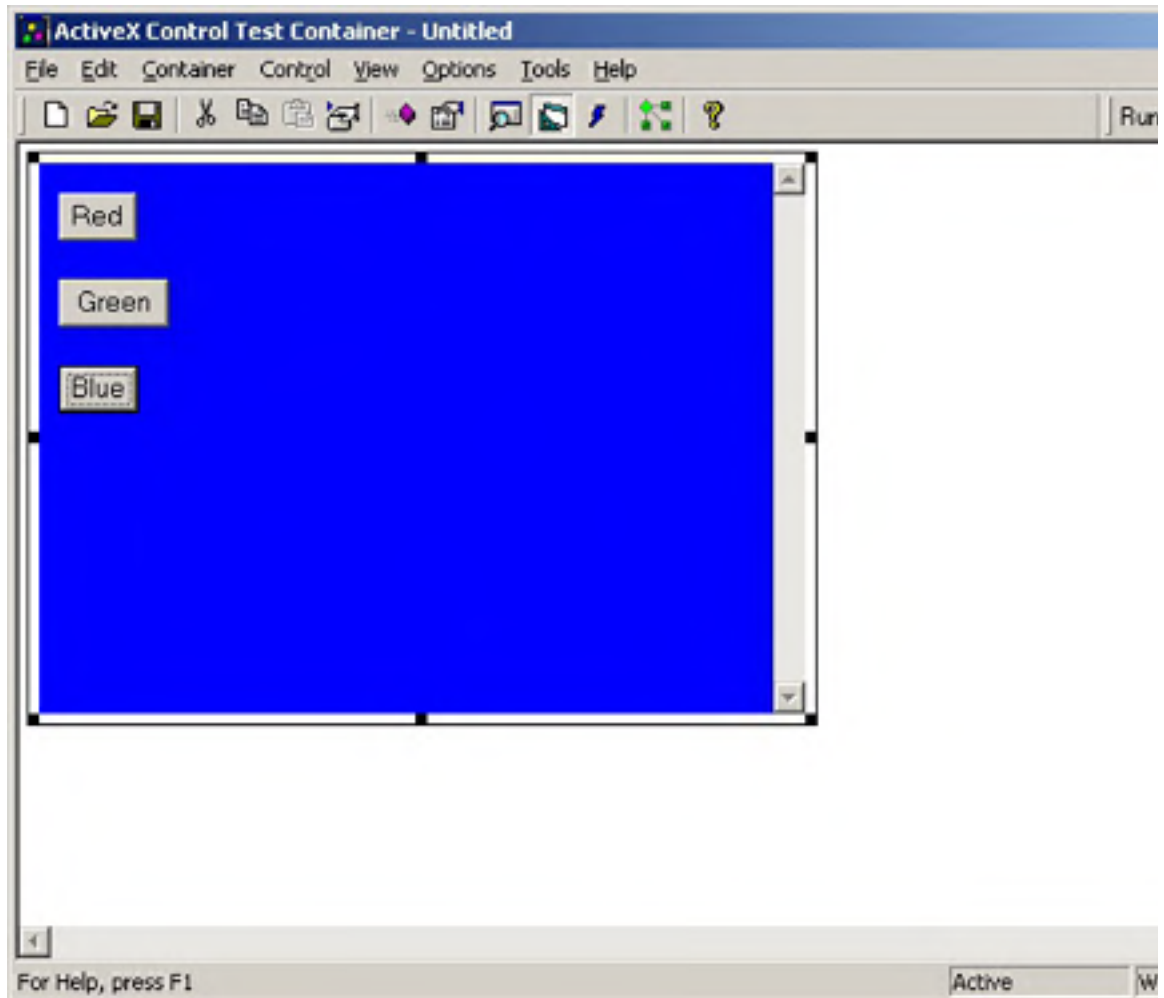 ActiveX Control Test Container - Untitled
File Edit Container Control View Options Tools Help
Run
Red
Green
Blue
For Help, press F1 Active W